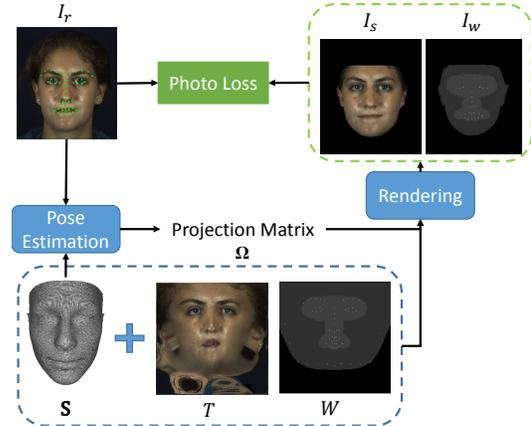 I_r
I_s
I_w
Photo Loss
Rendering
Pose
Estimation
Projection Matrix
Ω
S
T
W